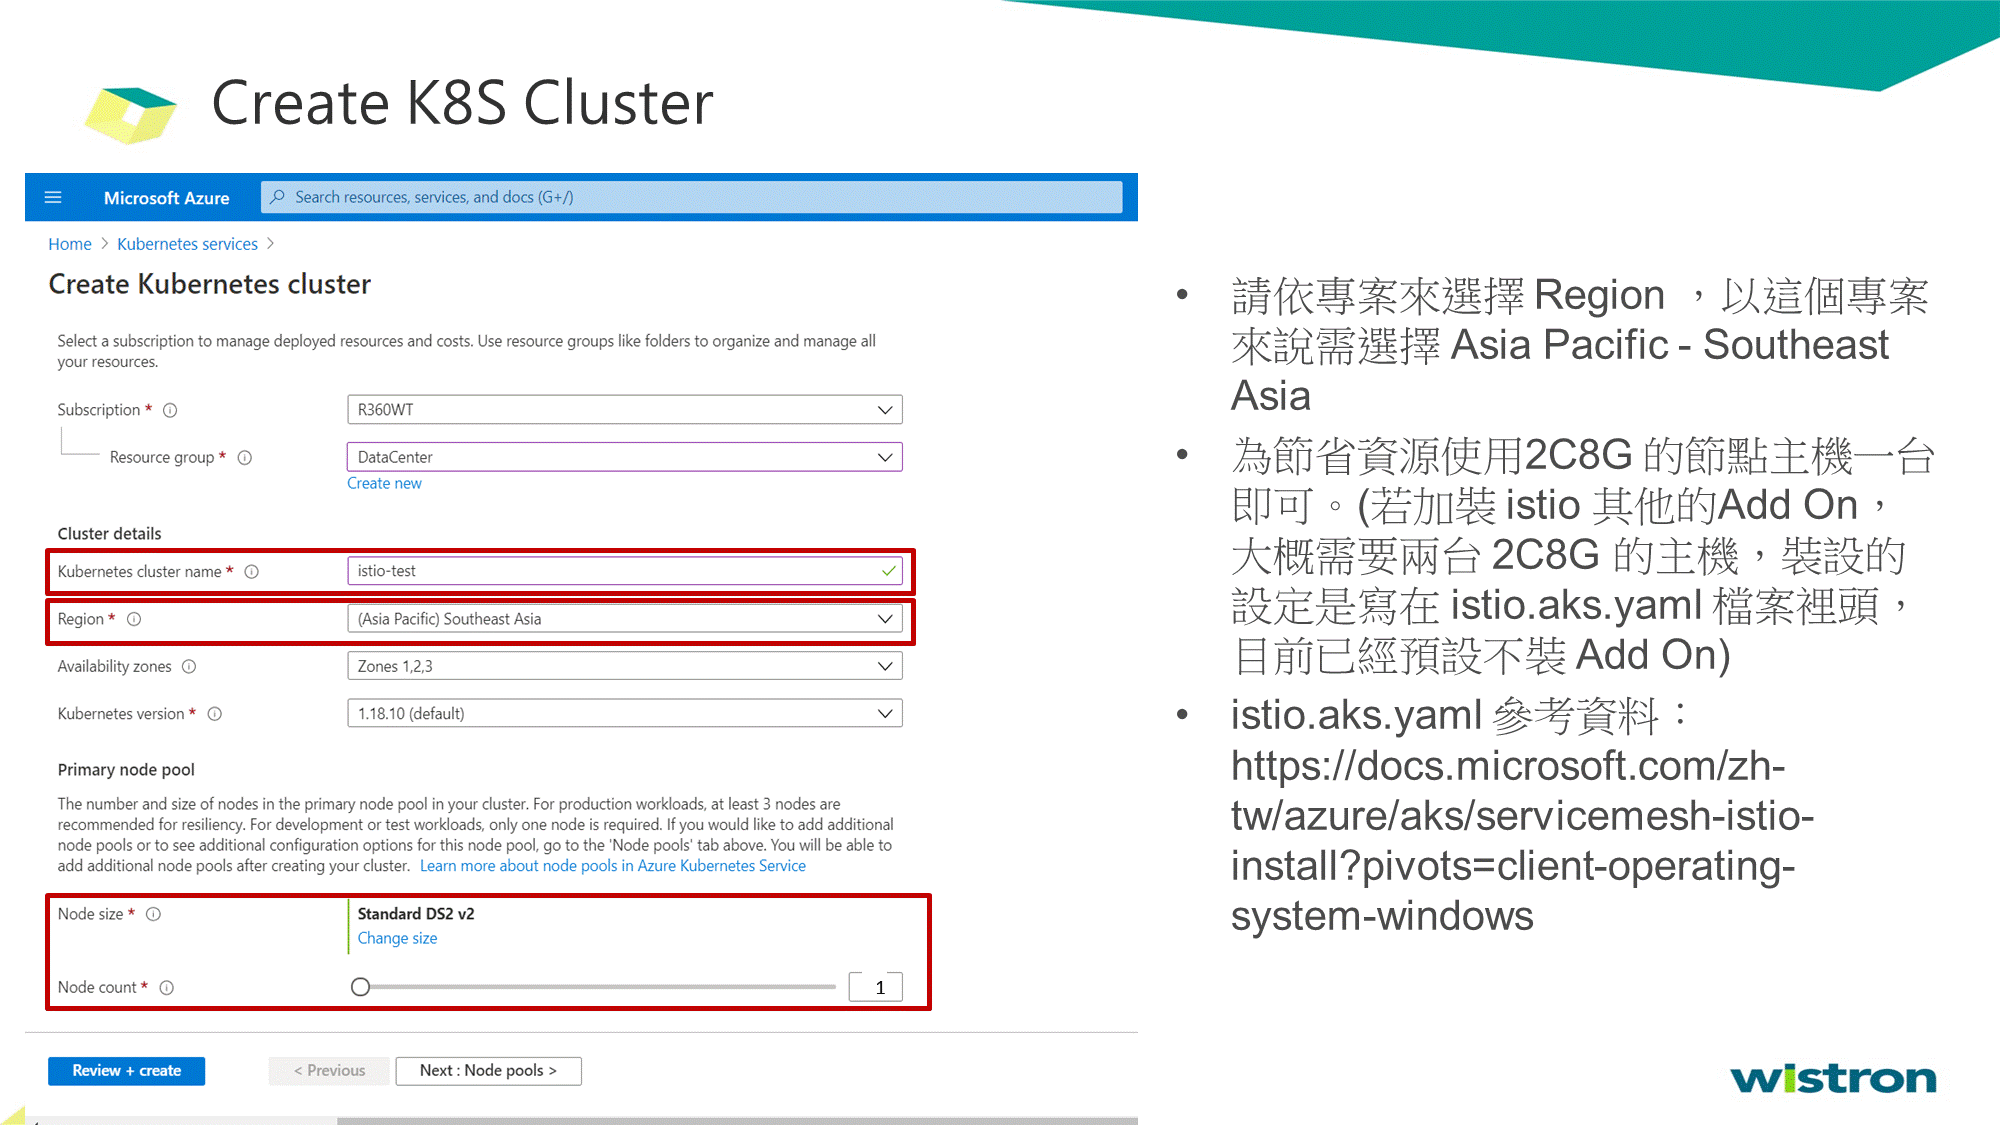 Create K8S Cluster
Microsoft Azure
Search resources, services, and docs (G+/)
Home > Kubernetes services >
Create Kubernetes cluster
Select a subscription to manage deployed resources and costs. Use resource groups like folders to organize and manage all
your resources.
Subscription *
R360WT
Resource group *
DataCenter
Create new
Cluster details
Kubernetes cluster name *
istio-test
Region *
(Asia Pacific) Southeast Asia
Availability zones
Zones 1,2,3
Kubernetes version *
1.18.10 (default)
Primary node pool
The number and size of nodes in the primary node pool in your cluster. For production workloads, at least 3 nodes are
recommended for resiliency. For development or test workloads, only one node is required. If you would like to add additional
node pools or to see additional configuration options for this node pool, go to the 'Node pools' tab above. You will be able to
add additional node pools after creating your cluster. Learn more about node pools in Azure Kubernetes Service
Node size *
Standard DS2 v2
Change size
Node count *
1
Review + create
< Previous
Next : Node pools >
• 請依專案來選擇 Region ，以這個專案
來說需選擇 Asia Pacific - Southeast
Asia
• 為節省資源使用2C8G 的節點主機一台
即可。(若加裝 istio 其他的Add On，
大概需要兩台 2C8G 的主機，裝設的
設定是寫在 istio.aks.yaml 檔案裡頭，
目前已經預設不裝 Add On)
• istio.aks.yaml 參考資料：
https://docs.microsoft.com/zh-
tw/azure/aks/servicemesh-istio-
install?pivots=client-operating-
system-windows
wistron